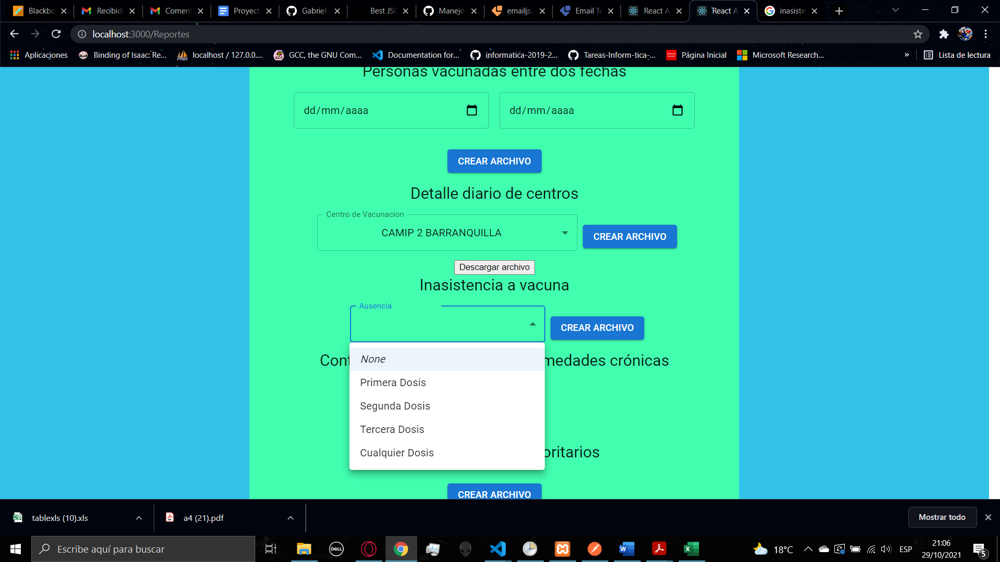 Blackbo
Recibid
Coment
Proyect
Gabriel-
Best JSO
Manejo
emailjs.
Email Te
React A
React A
inasiste
localhost:3000/Reportes
Aplicaciones
Binding of Isaac: Re...
localhost / 127.0.0....
GCC, the GNU Com...
Documentation for...
informatica-2019-2...
Tareas-Inform-tica-...
Página Inicial
Microsoft Research...
»
Lista de lectura
Personas vacunadas entre dos fechas
dd/mm/aaaa
dd/mm/aaaa
CREAR ARCHIVO
Detalle diario de centros
Centro de Vacunacíon
CAMIP 2 BARRANQUILLA
CREAR ARCHIVO
Descargar archivo
Inasistencia a vacuna
Ausencia
CREAR ARCHIVO
None
Cont
medades crónicas
Primera Dosis
Segunda Dosis
Tercera Dosis
Cualquier Dosis
oritarios
CREAR ARCHIVO
tablexls (10).xls
a4 (21).pdf
Mostrar todo
Escribe aquí para buscar
DELL
18°C
ESP
21:06
29/10/2021
5